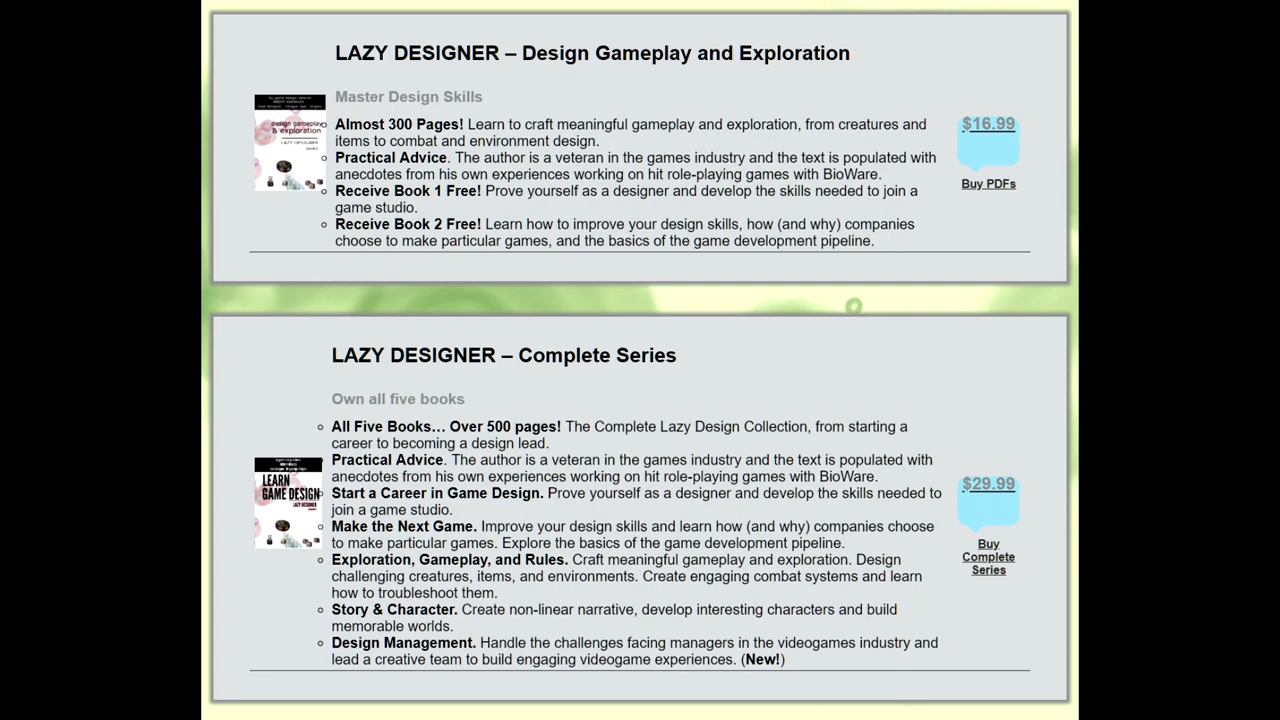 LAZY DESIGNER – Design Gameplay and Exploration
Master Design Skills
design gameplay
& exploration
LAZY DESIGNER
Almost 300 Pages! Learn to craft meaningful gameplay and exploration, from creatures and
items to combat and environment design.
Practical Advice. The author is a veteran in the games industry and the text is populated with
anecdotes from his own experiences working on hit role-playing games with BioWare.
Receive Book 1 Free! Prove yourself as a designer and develop the skills needed to join a
game studio.
Receive Book 2 Free! Learn how to improve your design skills, how (and why) companies
choose to make particular games, and the basics of the game development pipeline.
$16.99
Buy PDFs
LAZY DESIGNER – Complete Series
Own all five books
All Five Books… Over 500 pages! The Complete Lazy Design Collection, from starting a
career to becoming a design lead.
Practical Advice. The author is a veteran in the games industry and the text is populated with
anecdotes from his own experiences working on hit role-playing games with BioWare.
Start a Career in Game Design. Prove yourself as a designer and develop the skills needed to
join a game studio.
Make the Next Game. Improve your design skills and learn how (and why) companies choose
to make particular games. Explore the basics of the game development pipeline.
Exploration, Gameplay, and Rules. Craft meaningful gameplay and exploration. Design
challenging creatures, items, and environments. Create engaging combat systems and learn
how to troubleshoot them.
Story & Character. Create non-linear narrative, develop interesting characters and build
memorable worlds.
Design Management. Handle the challenges facing managers in the videogames industry and
lead a creative team to build engaging videogame experiences. (New!)
LEARN
GAME DESIGN
LAZY DESIGNER
$29.99
Buy
Complete
Series